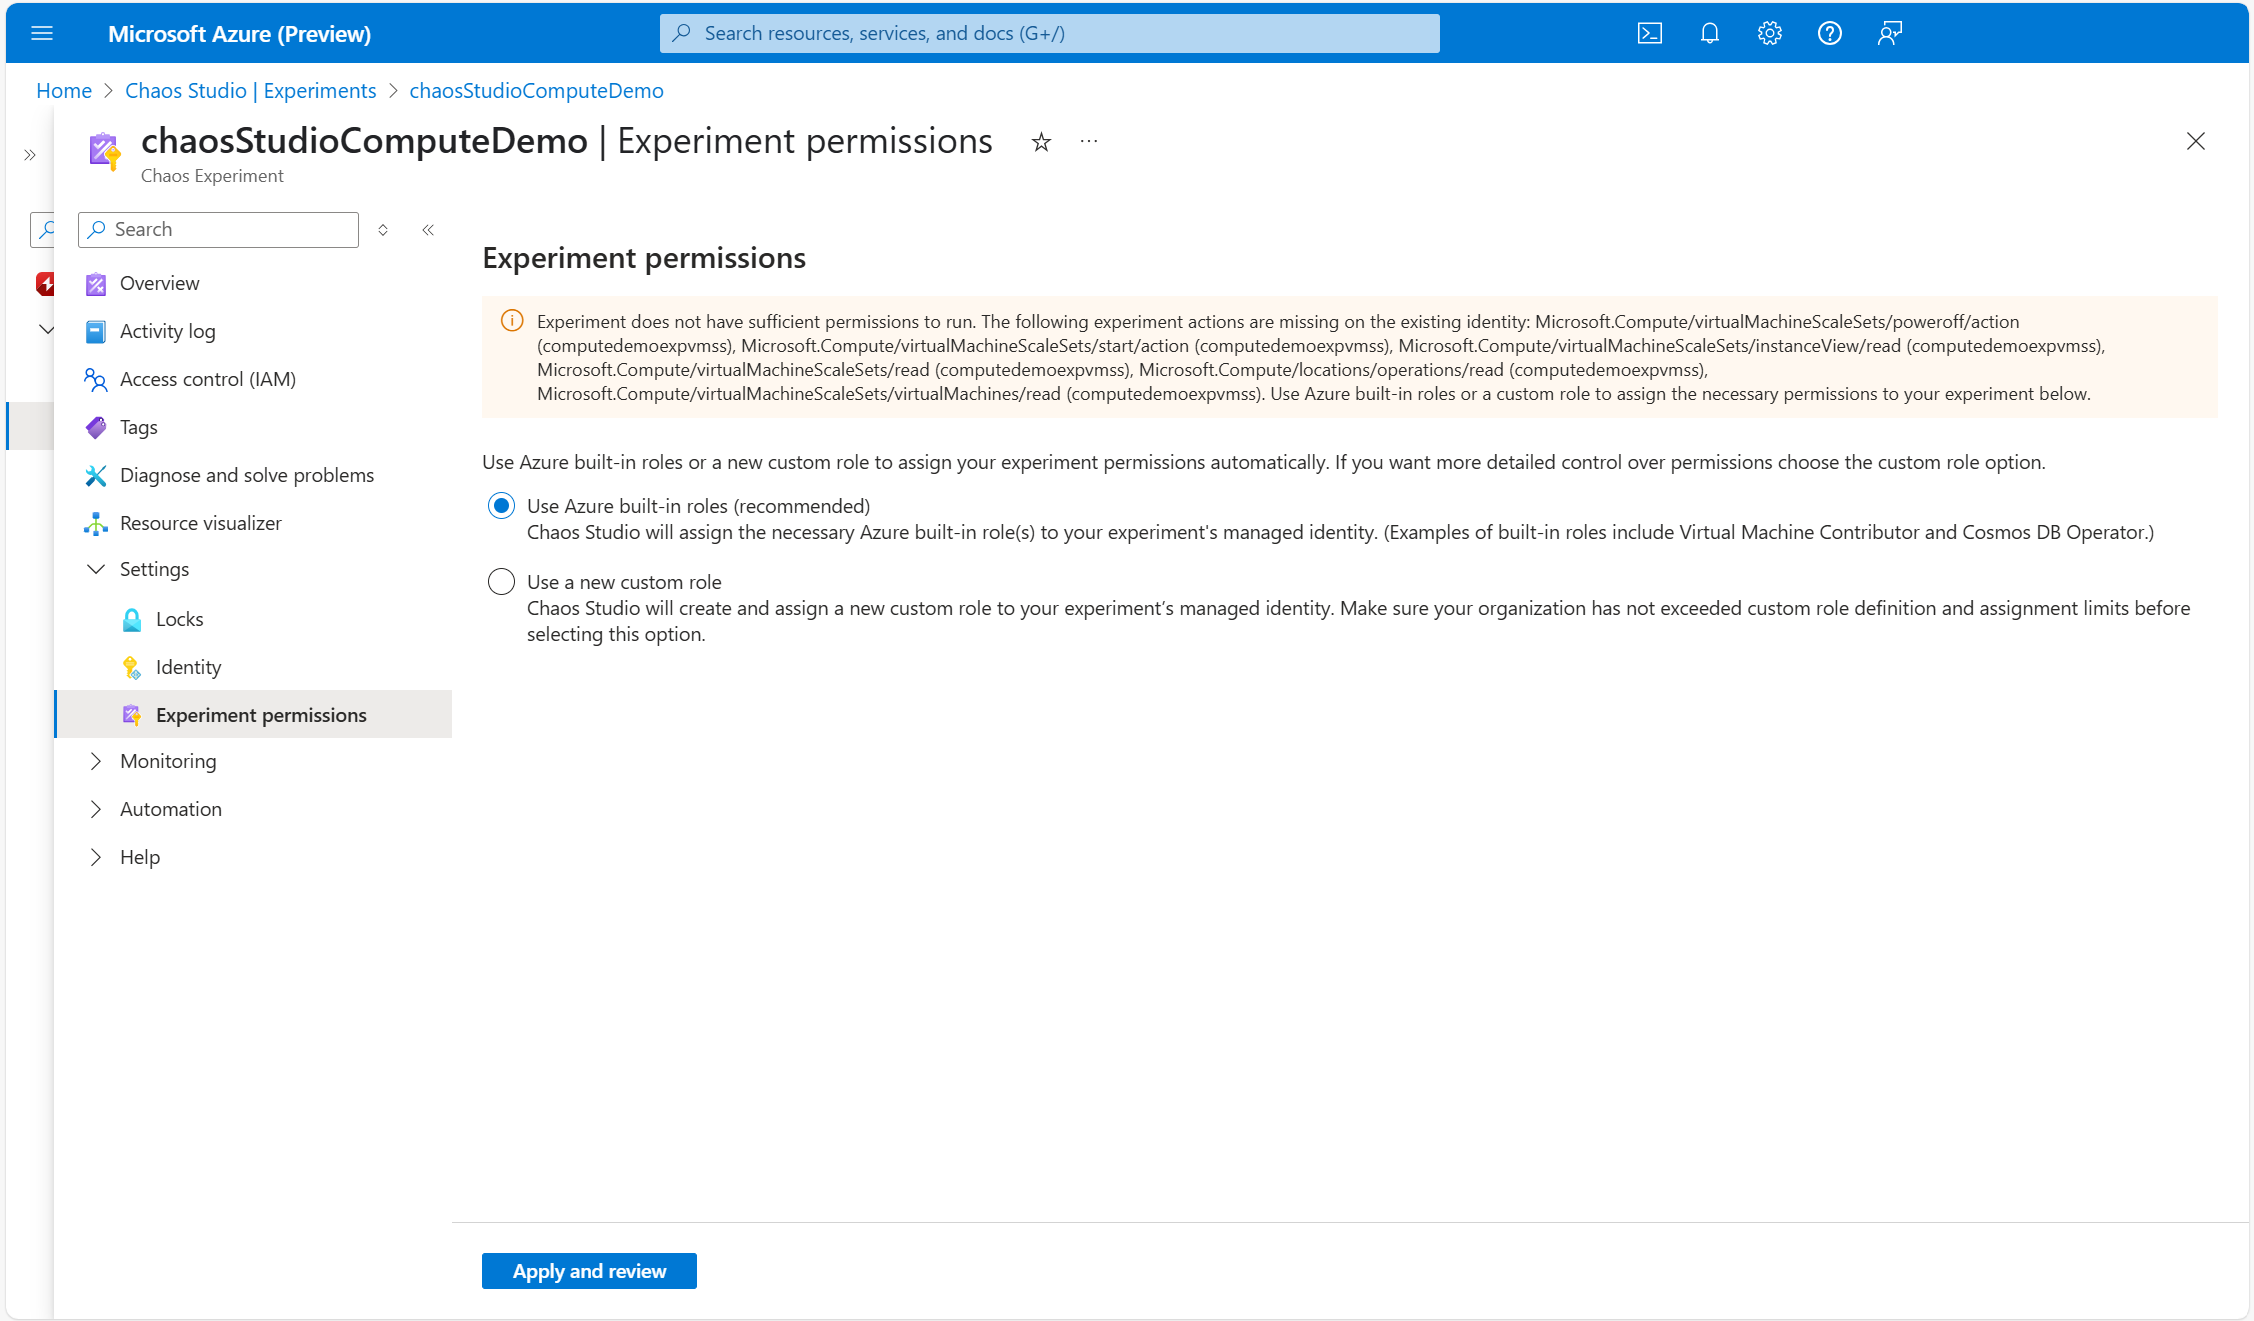 Microsoft Azure (Preview)
Search resources, services, and docs (G+/)
Home > Chaos Studio | Experiments > chaosStudioComputeDemo
chaosStudioComputeDemo | Experiment permissions
Chaos Experiment
Search
Overview
Activity log
Access control (IAM)
Tags
Diagnose and solve problems
Resource visualizer
Settings
Locks
Identity
Experiment permissions
Monitoring
Automation
Help
Experiment permissions
Experiment does not have sufficient permissions to run. The following experiment actions are missing on the existing identity: Microsoft.Compute/virtualMachineScaleSets/poweroff/action
(computedemoexpvmss), Microsoft.Compute/virtualMachineScaleSets/start/action (computedemoexpvmss), Microsoft.Compute/virtualMachineScaleSets/instanceView/read (computedemoexpvmss),
Microsoft.Compute/virtualMachineScaleSets/read (computedemoexpvmss), Microsoft.Compute/locations/operations/read (computedemoexpvmss),
Microsoft.Compute/virtualMachineScaleSets/virtualMachines/read (computedemoexpvmss). Use Azure built-in roles or a custom role to assign the necessary permissions to your experiment below.
Use Azure built-in roles or a new custom role to assign your experiment permissions automatically. If you want more detailed control over permissions choose the custom role option.
Use Azure built-in roles (recommended)
Chaos Studio will assign the necessary Azure built-in role(s) to your experiment's managed identity. (Examples of built-in roles include Virtual Machine Contributor and Cosmos DB Operator.)
Use a new custom role
Chaos Studio will create and assign a new custom role to your experiment’s managed identity. Make sure your organization has not exceeded custom role definition and assignment limits before
selecting this option.
Apply and review